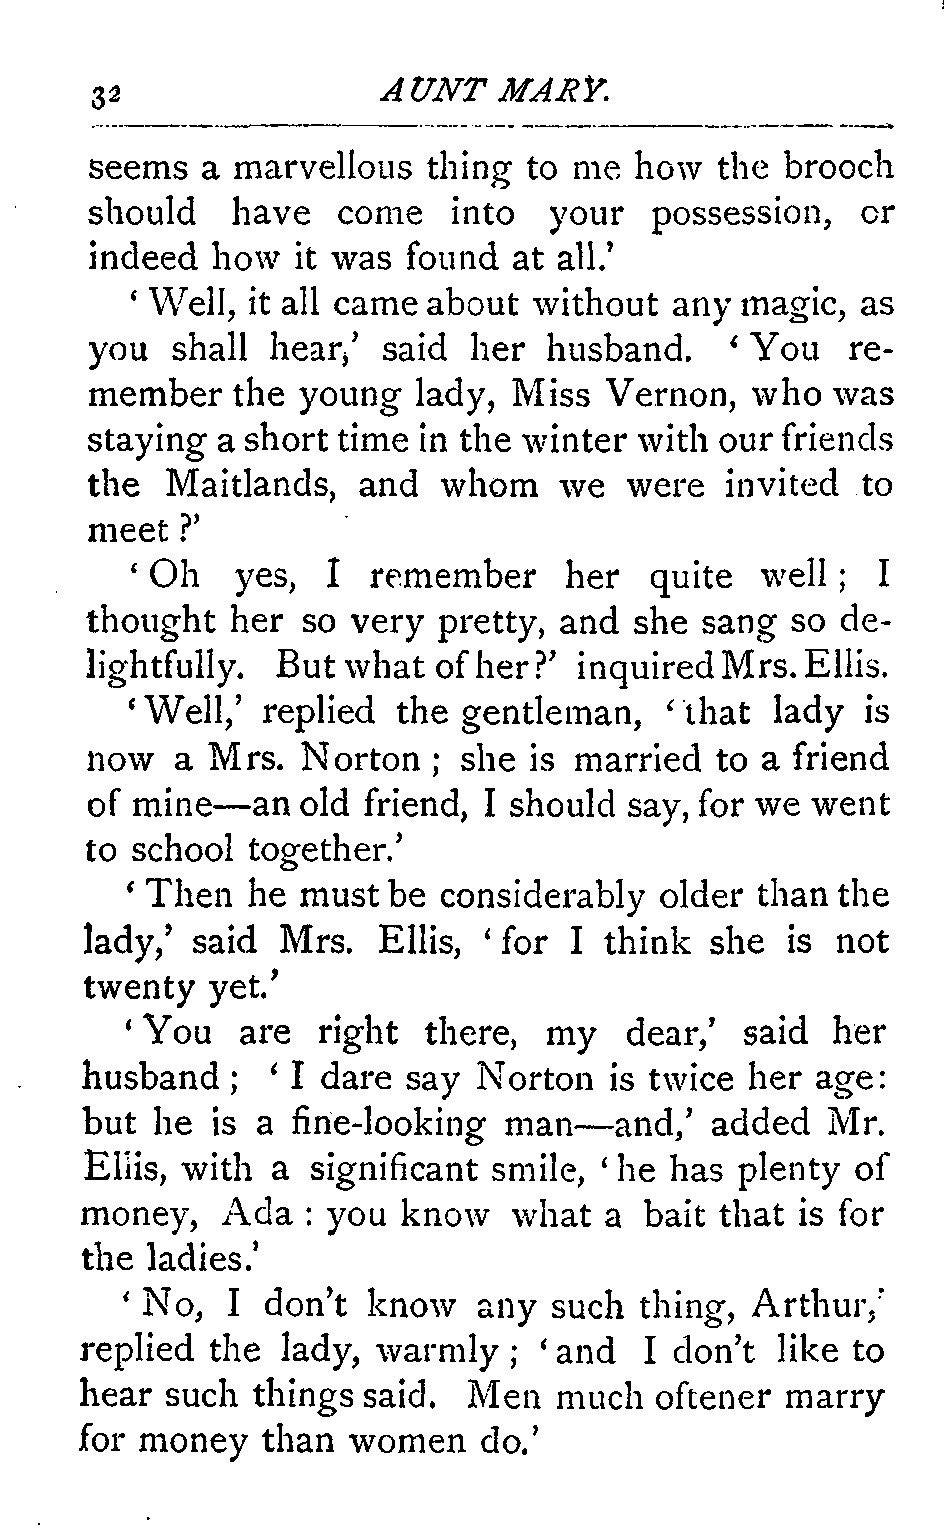 32 AUNT MARY.
seems a marvellous thing to me how the brooch
should have come into your possession, or
indeed how it was found at all.’
‘ Well, it all came about without any magic, as
you shall hear,’ said her husband. ‘ You re-
member the young lady, Miss Vernon, who was
staying a short time in the winter with our friends
the Maitlands, and whom we were invited to
meet ?’
‘ Oh yes, I remember her quite well ; I
thought her so very pretty, and she sang so de-
lightfully. But what of her?’ inquired Mrs. Ellis.
‘ Well,’ replied the gentleman, ‘ that lady is
now a Mrs. Norton ; she is married to a friend
of mine—an old friend, I should say, for we went
to school together.’
‘ Then he must be considerably older than the
lady,’ said Mrs. Ellis, ‘ for I think she is not
twenty yet.’
‘ You are right there, my dear,’ said her
husband ; ‘ I dare say Norton is twice her age:
but he is a fine-looking man—and,’ added Mr.
Ellis, with a significant smile, ‘ he has plenty of
money, Ada : you know what a bait that is for
the ladies.’
‘ No, I don’t know any such thing, Arthur,’
replied the lady, warmly ; ‘ and I don’t like to
hear such things said. Men much oftener marry
for money than women do.’